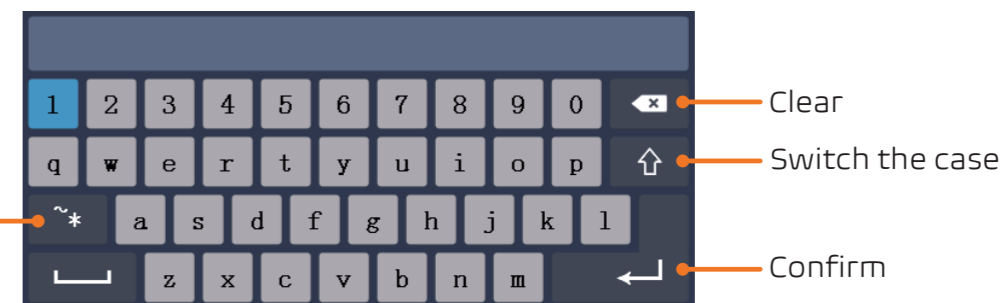 1 2 3 4 5 6 7 8 9 0 Clear
q w e r t y u i o p Switch the case
~* a s d f g h j k l
z x c v b n m Confirm